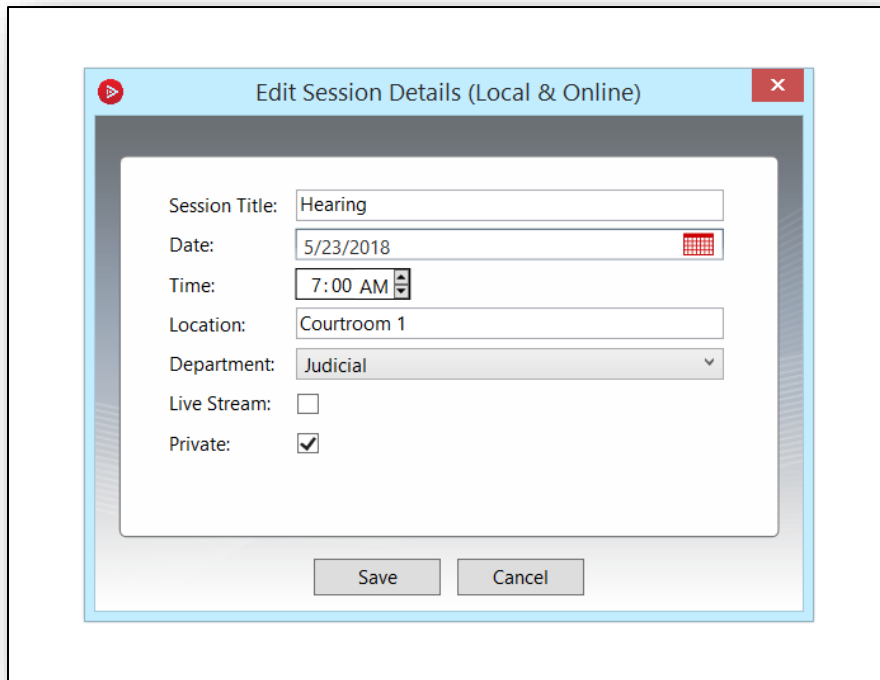 Edit Session Details (Local & Online)
Session Title: Hearing
Date: 5/23/2018
Time: 7:00 AM
Location: Courtroom 1
Department: Judicial
Live Stream:
Private:
Save Cancel